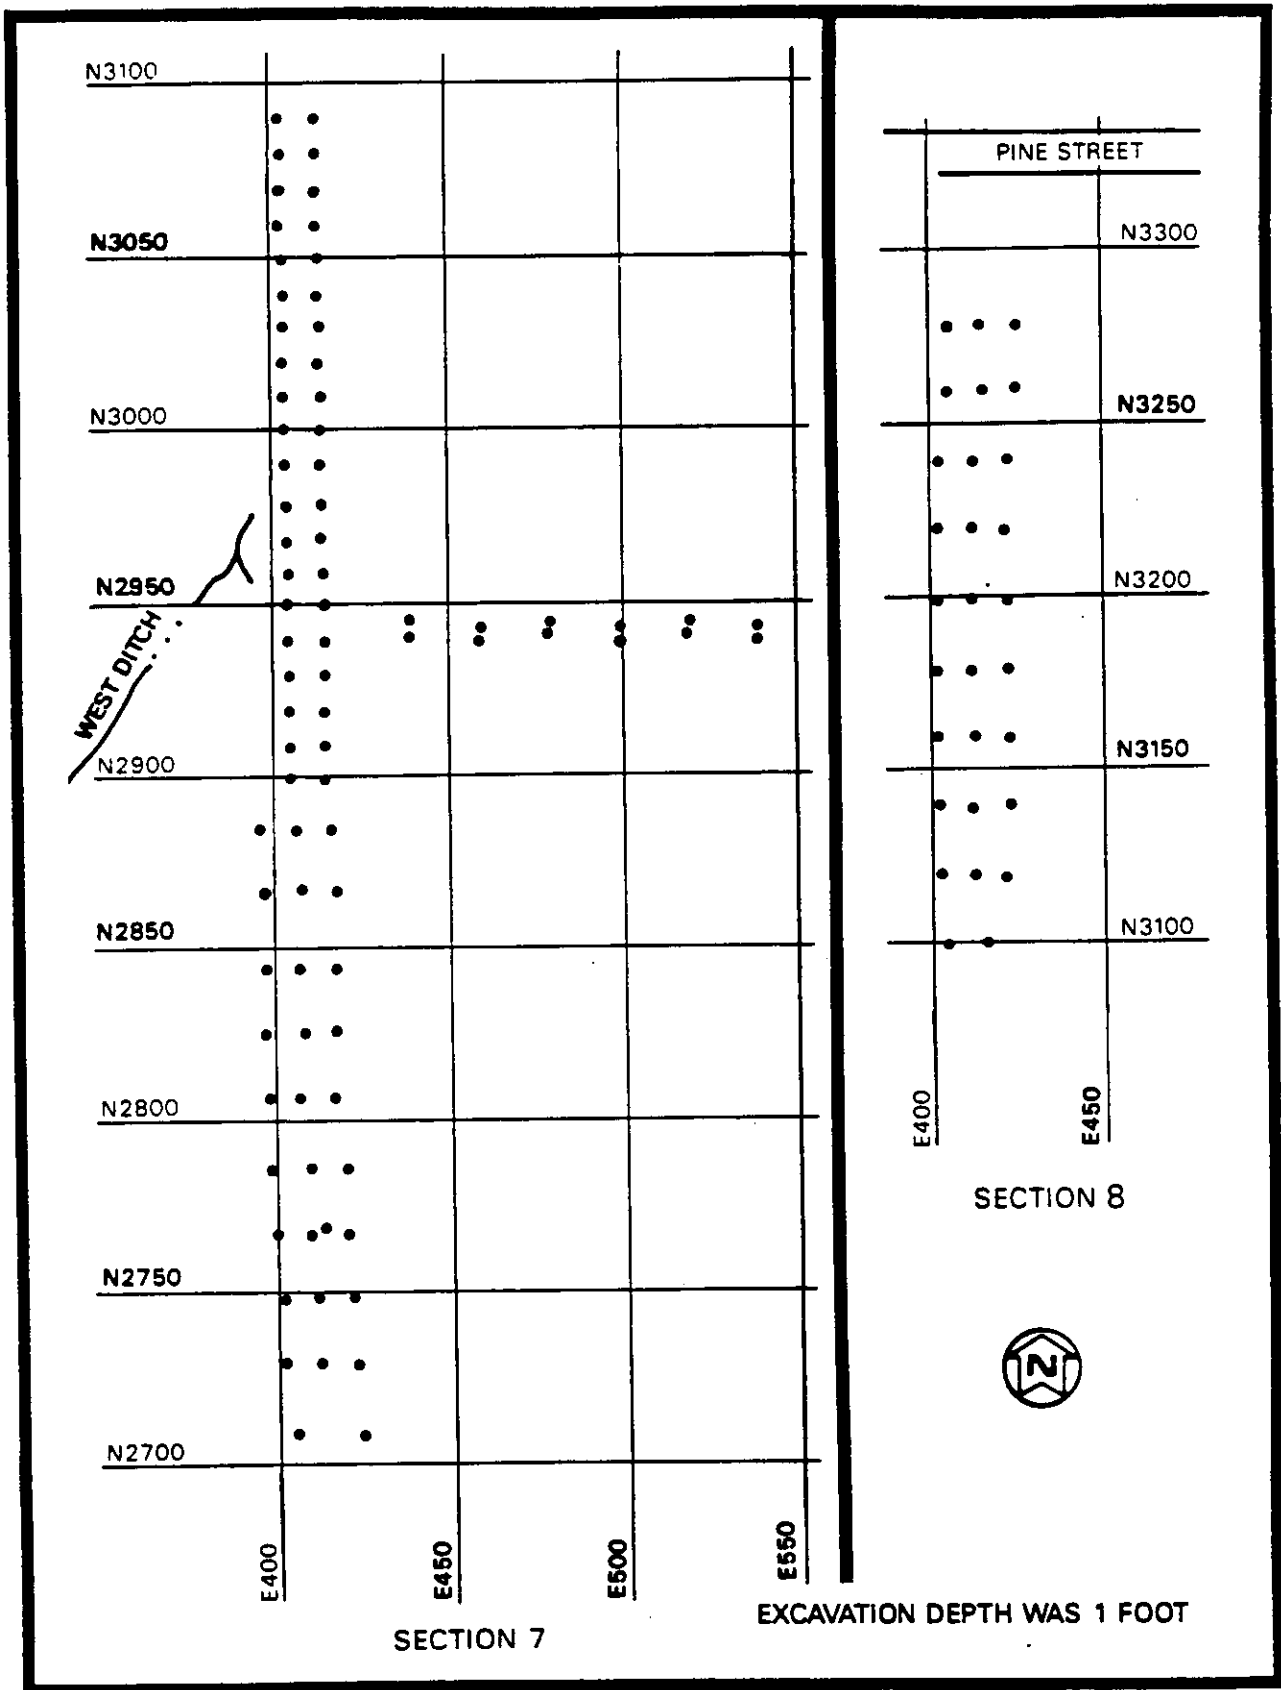 N3100
N3050
N3000
N2950
WEST DITCH
N2900
N2850
N2800
N2750
N2700
E400
E450
E500
E550
SECTION 7
PINE STREET
N3300
N3250
N3200
N3150
N3100
E400
E450
SECTION 8
N
EXCAVATION DEPTH WAS 1 FOOT